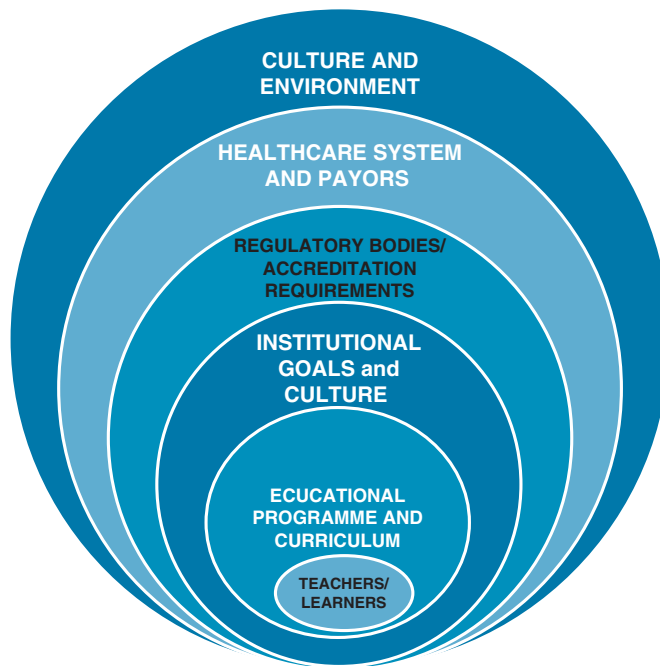 CULTURE AND
ENVIRONMENT
HEALTHCARE SYSTEM
AND PAYORS
REGULATORY BODIES/
ACCREDITATION
REQUIREMENTS
INSTITUTIONAL
GOALS and
CULTURE
ECUCATIONAL
PROGRAMME AND
CURRICULUM
TEACHERS/
LEARNERS